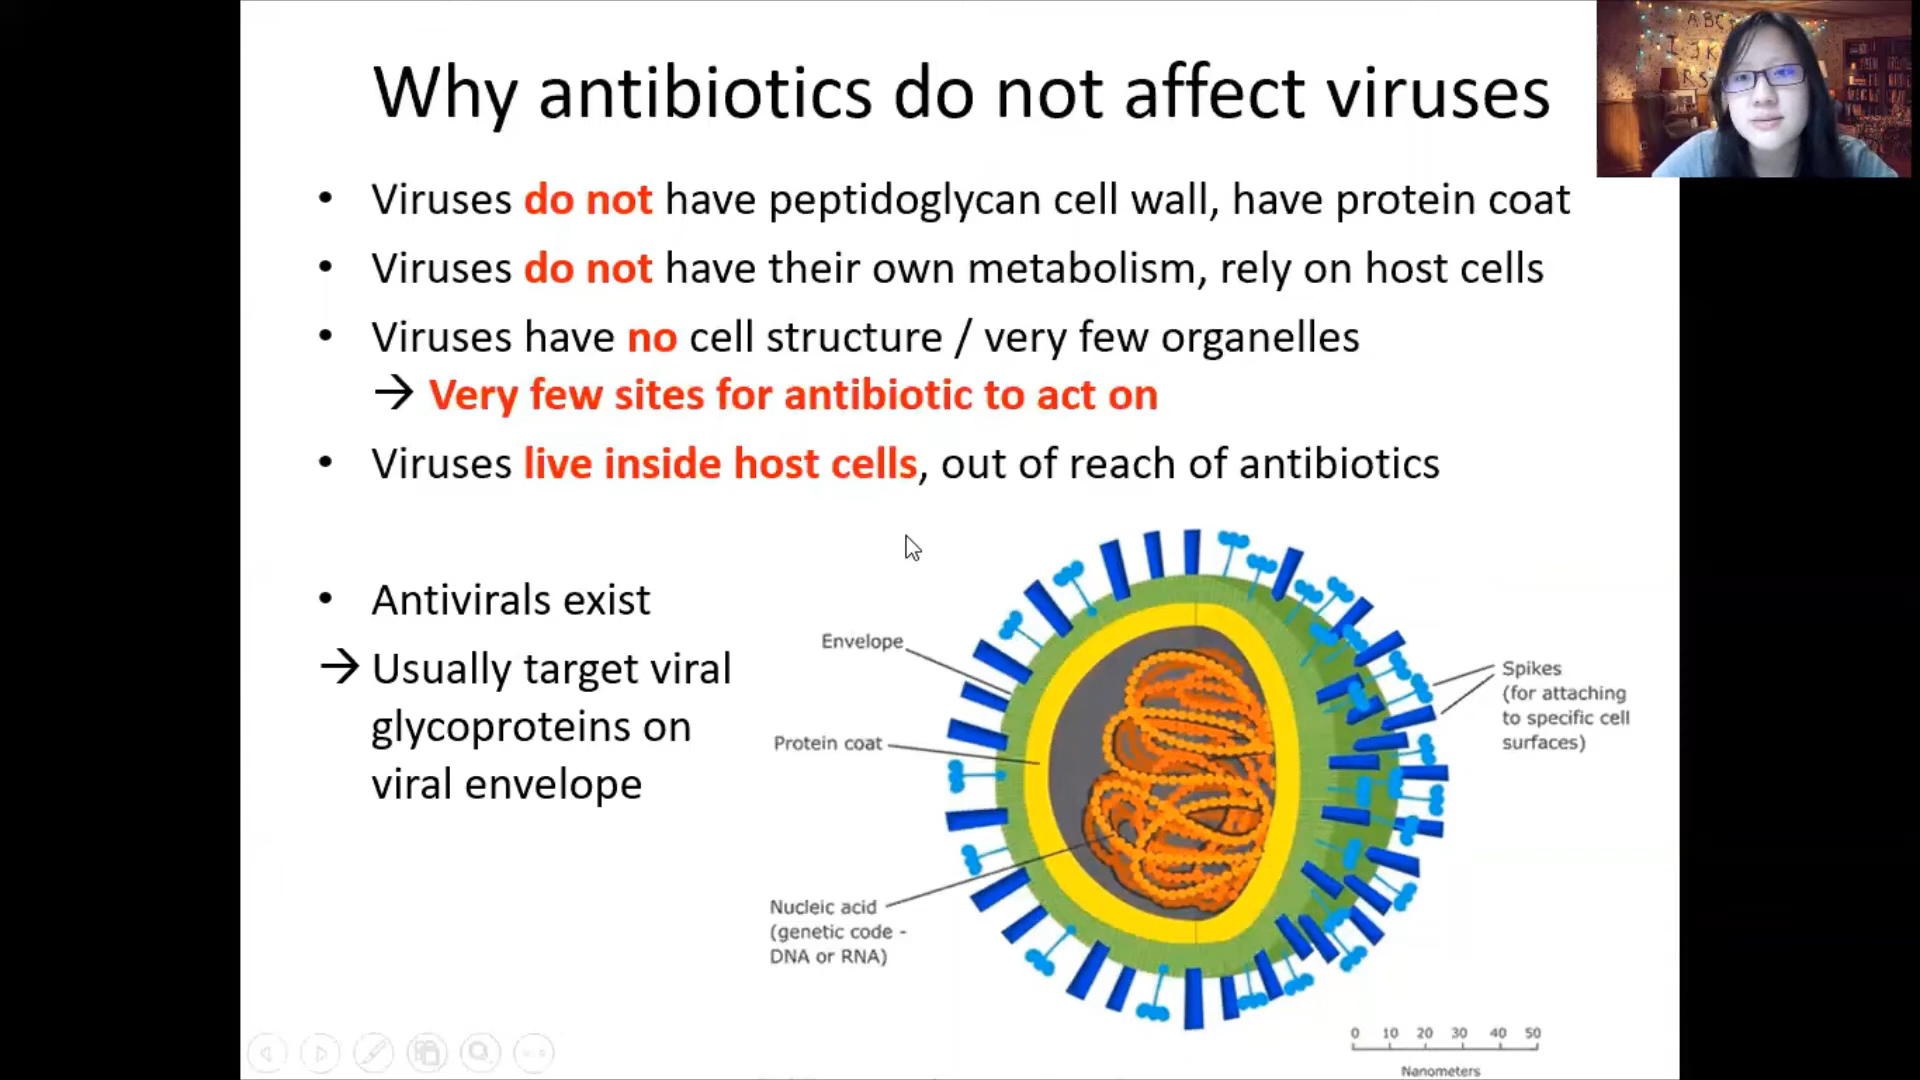 Why antibiotics do not affect viruses
• Viruses do not have peptidoglycan cell wall, have protein coat
• Viruses do not have their own metabolism, rely on host cells
• Viruses have no cell structure / very few organelles
→ Very few sites for antibiotic to act on
• Viruses live inside host cells, out of reach of antibiotics
• Antivirals exist
→ Usually target viral
glycoproteins on
viral envelope
Envelope
Protein coat
Nucleic acid
(genetic code -
DNA or RNA)
Spikes
(for attaching
to specific cell
surfaces)
0 10 20 30 40 50
Nanometers